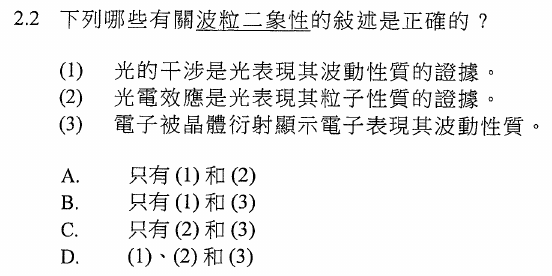 2.2 下列哪些有關波粒二象性的敍述是正確的？
(1) 光的干涉是光表現其波動性質的證據。
(2) 光電效應是光表現其粒子性質的證據。
(3) 電子被晶體衍射顯示電子表現其波動性質。
A. 只有 (1) 和 (2)
B. 只有 (1) 和 (3)
C. 只有 (2) 和 (3)
D. (1)、(2) 和 (3)